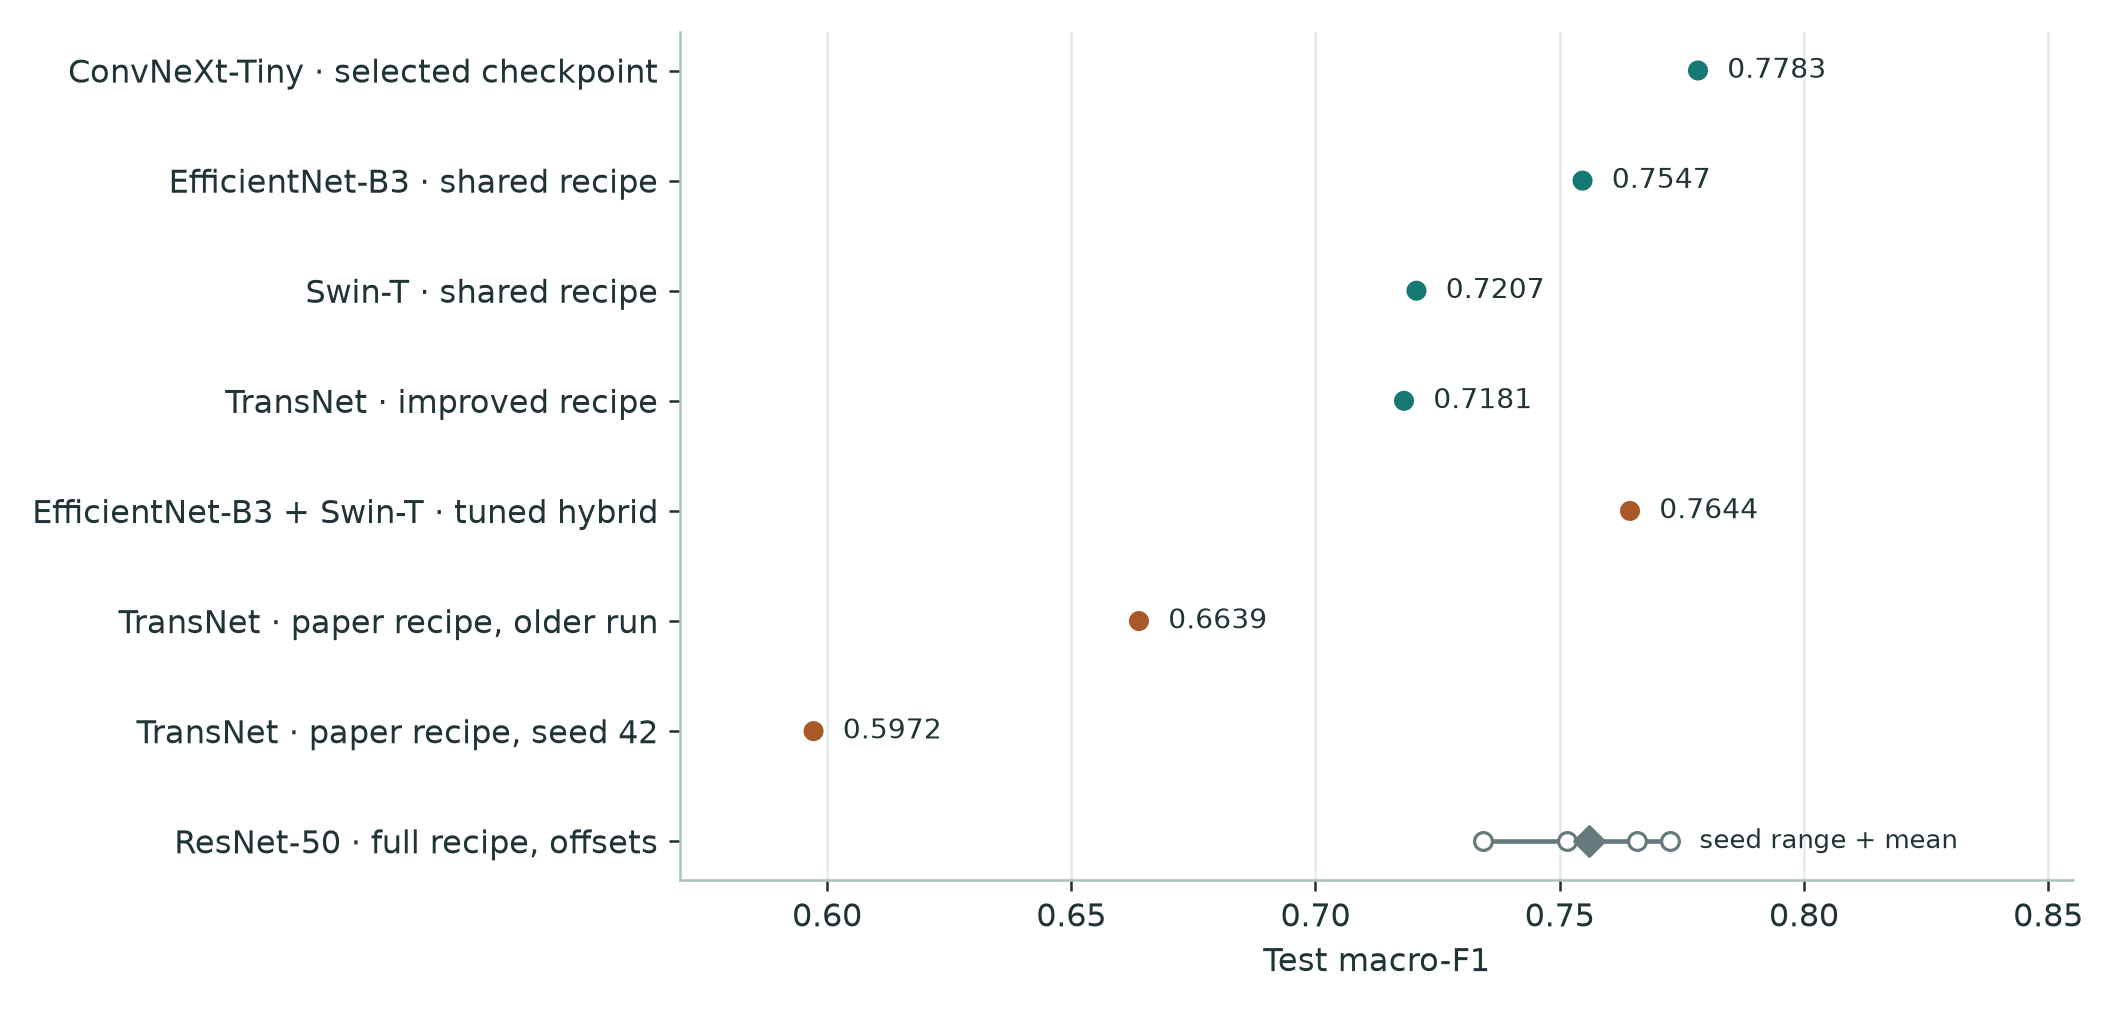 ConvNeXt-Tiny · selected checkpoint
0.7783
EfficientNet-B3 · shared recipe
0.7547
Swin-T · shared recipe
0.7207
TransNet · improved recipe
0.7181
EfficientNet-B3 + Swin-T · tuned hybrid
0.7644
TransNet · paper recipe, older run
0.6639
TransNet · paper recipe, seed 42
0.5972
ResNet-50 · full recipe, offsets
seed range + mean
0.60 0.65 0.70 0.75 0.80 0.85
Test macro-F1